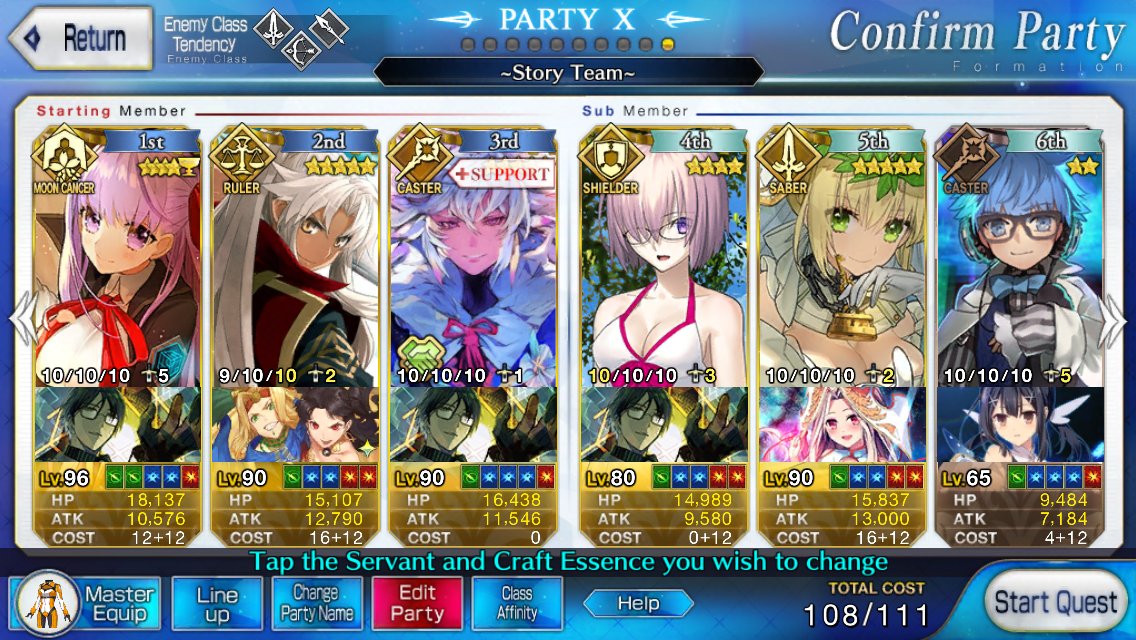 Return
Enemy Class
Tendency
Enemy Class
PARTY X
~Story Team~
Confirm Party
Formation
Starting Member
Sub Member
1st
MOON CANCER
10/10/10 5
Lv.96
HP 18,137
ATK 10,576
COST 12+12
2nd
RULER
9/10/10 2
Lv.90
HP 15,107
ATK 12,790
COST 16+12
3rd
CASTER
+SUPPORT
10/10/10 1
Lv.90
HP 16,438
ATK 11,546
COST 0
4th
SHIELDER
10/10/10 3
Lv.80
HP 14,989
ATK 9,580
COST 0+12
5th
SABER
10/10/10 2
Lv.90
HP 15,837
ATK 13,000
COST 16+12
6th
CASTER
10/10/10 5
Lv.65
HP 9,484
ATK 7,184
COST 4+12
Tap the Servant and Craft Essence you wish to change
Master
Equip
Line
up
Change
Party Name
Edit
Party
Class
Affinity
Help
TOTAL COST
108/111
Start Quest